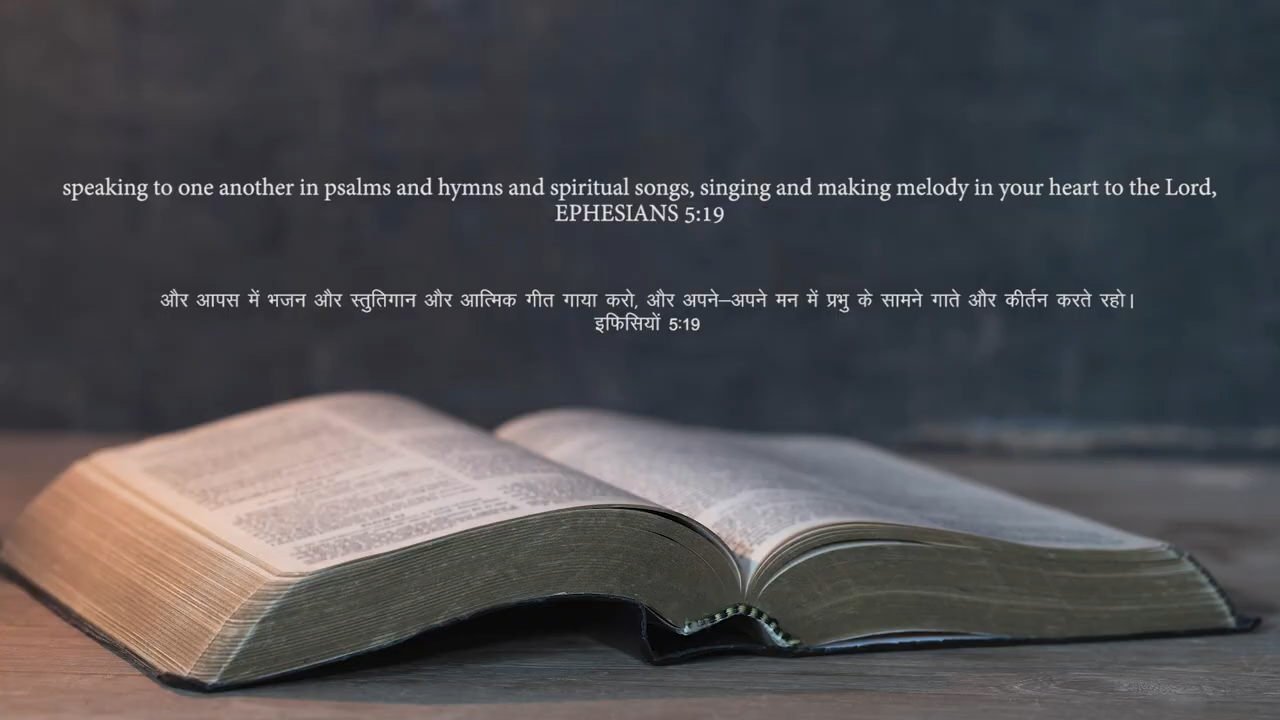 speaking to one another in psalms and hymns and spiritual songs, singing and making melody in your heart to the Lord,
EPHESIANS 5:19
और आपस में भजन और स्तुतिगान और आत्मिक गीत गाया करो, और अपने–अपने मन में प्रभु के सामने गाते और कीर्तन करते रहो।
इफिसियों 5:19